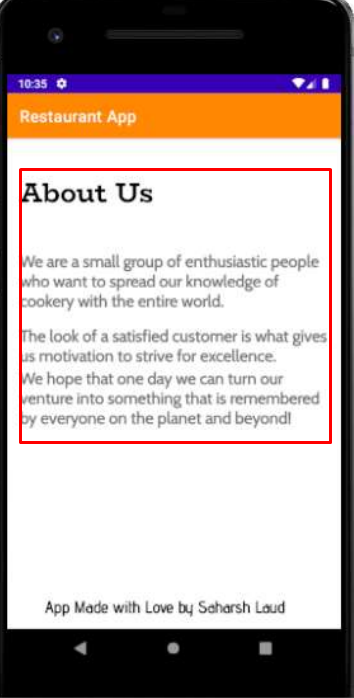 10:35
Restaurant App
About Us
We are a small group of enthusiastic people
who want to spread our knowledge of
cookery with the entire world.
The look of a satisfied customer is what gives
us motivation to strive for excellence.
We hope that one day we can turn our
venture into something that is remembered
by everyone on the planet and beyond!
App Made with Love by Saharsh Laud